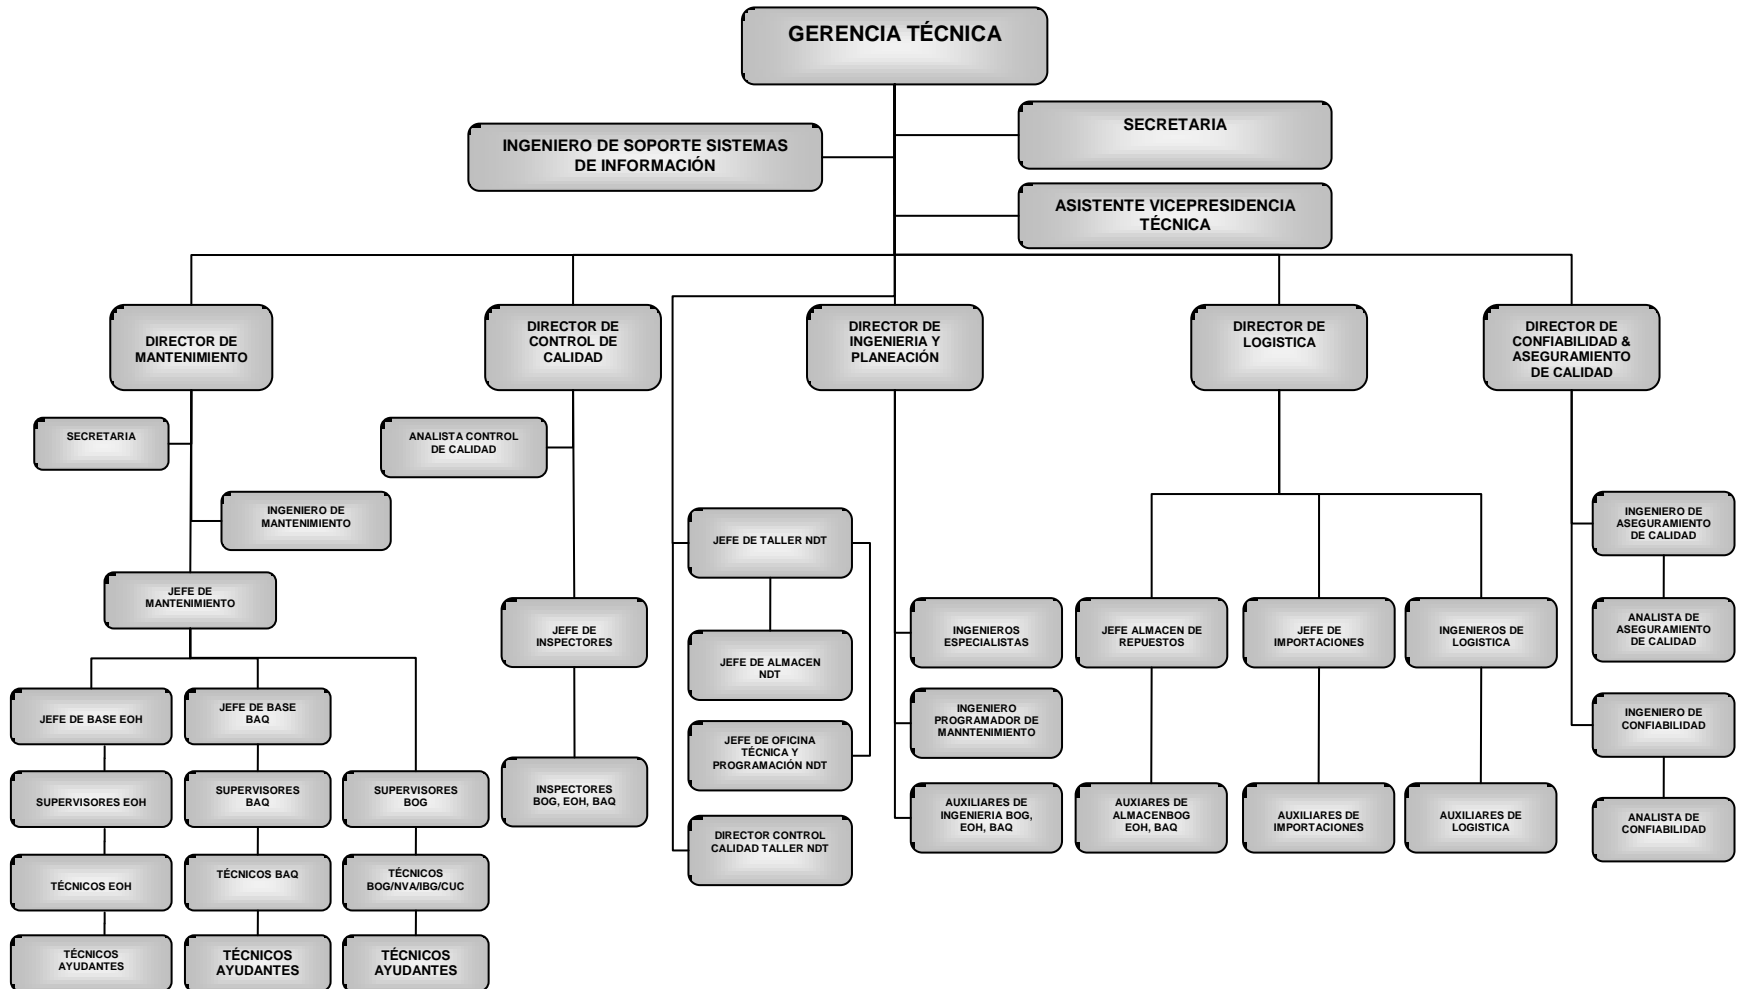 GERENCIA TÉCNICA
SECRETARIA
INGENIERO DE SOPORTE SISTEMAS
DE INFORMACIÓN
ASISTENTE VICEPRESIDENCIA
TÉCNICA
DIRECTOR DE
MANTENIMIENTO
DIRECTOR DE
CONTROL DE
CALIDAD
DIRECTOR DE
INGENIERIA Y
PLANEACIÓN
DIRECTOR DE
LOGISTICA
DIRECTOR DE
CONFIABILIDAD &
ASEGURAMIENTO
DE CALIDAD
SECRETARIA
ANALISTA CONTROL
DE CALIDAD
INGENIERO DE
MANTENIMIENTO
JEFE DE TALLER NDT
INGENIERO DE
ASEGURAMIENTO
DE CALIDAD
JEFE DE
MANTENIMIENTO
JEFE DE
INSPECTORES
JEFE DE ALMACEN
NDT
INGENIEROS
ESPECIALISTAS
JEFE ALMACEN DE
REPUESTOS
JEFE DE
IMPORTACIONES
INGENIEROS DE
LOGISTICA
ANALISTA DE
ASEGURAMIENTO
DE CALIDAD
JEFE DE BASE EOH
JEFE DE BASE
BAQ
JEFE DE OFICINA
TÉCNICA Y
PROGRAMACIÓN NDT
INGENIERO
PROGRAMADOR DE
MANNTENIMIENTO
INGENIERO DE
CONFIABILIDAD
SUPERVISORES EOH
SUPERVISORES
BAQ
SUPERVISORES
BOG
INSPECTORES
BOG, EOH, BAQ
DIRECTOR CONTROL
CALIDAD TALLER NDT
AUXILIARES DE
INGENIERIA BOG,
EOH, BAQ
AUXIARES DE
ALMACENBOG
EOH, BAQ
AUXILIARES DE
IMPORTACIONES
AUXILIARES DE
LOGISTICA
ANALISTA DE
CONFIABILIDAD
TÉCNICOS EOH
TÉCNICOS BAQ
TÉCNICOS
BOG/NVA/IBG/CUC
TÉCNICOS
AYUDANTES
TÉCNICOS
AYUDANTES
TÉCNICOS
AYUDANTES